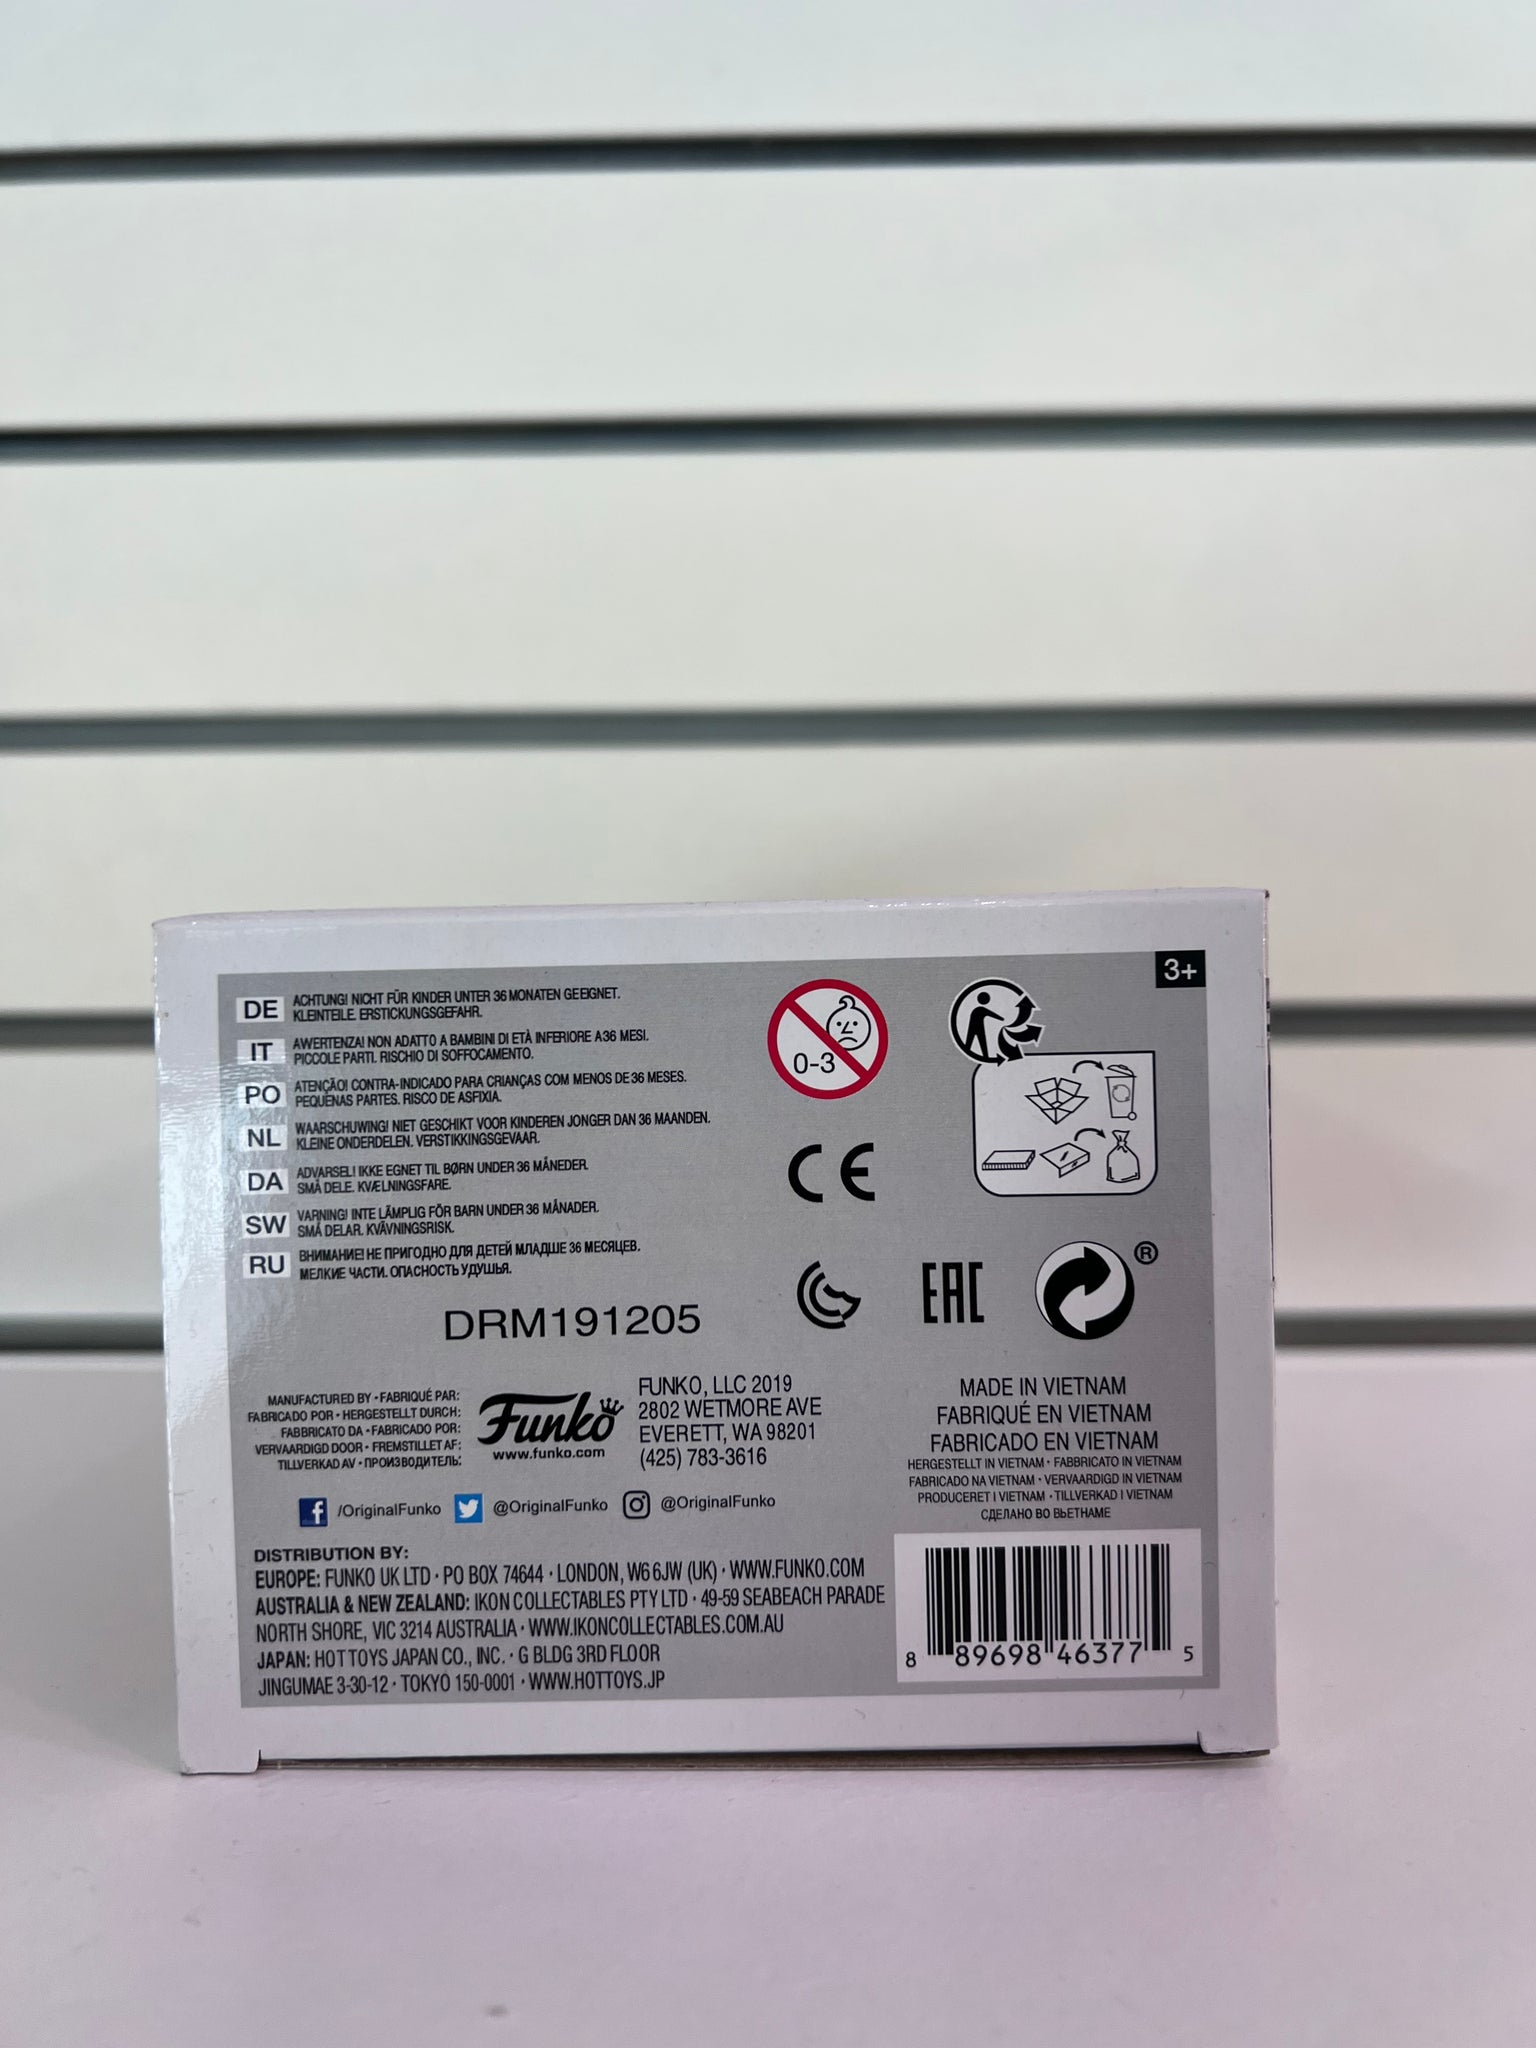 3+
DE
ACHTUNG! NICHT FÜR KINDER UNTER 36 MONATEN GEEIGNET.
KLEINTEILE. ERSTICKUNGSGEFAHR.
IT
AWERTENZA! NON ADATTO A BAMBINI DI ETÀ INFERIORE A 36 MESI.
PICCOLE PARTI. RISCHIO DI SOFFOCAMENTO.
PO
ATENÇÃO! CONTRA-INDICADO PARA CRIANÇAS COM MENOS DE 36 MESES.
PEQUENAS PARTES. RISCO DE ASFIXIA.
NL
WAARSCHUWING! NIET GESCHIKT VOOR KINDEREN JONGER DAN 36 MAANDEN.
KLEINE ONDERDELEN. VERSTIKKINGSGEVAAR.
DA
ADVARSEL! IKKE EGNET TIL BØRN UNDER 36 MÅNEDER.
SMÅ DELE. KVÆLNINGSFARE.
SW
VARNING! INTE LÄMPLIG FÖR BARN UNDER 36 MÅNADER.
SMÅ DELAR. KVÄVNINGSRISK.
RU
ВНИМАНИЕ! НЕ ПРИГОДНО ДЛЯ ДЕТЕЙ МЛАДШЕ 36 МЕСЯЦЕВ.
МЕЛКИЕ ЧАСТИ. ОПАСНОСТЬ УДУШЬЯ.
0-3
CE
EAC
®
DRM191205
MANUFACTURED BY • FABRIQUÉ PAR:
FABRICADO POR • HERGESTELLT DURCH:
FABBRICATO DA • FABRICADO POR:
VERVAARDIGD DOOR • FREMSTILLET AF:
TILLVERKAD AV • ПРОИЗВОДИТЕЛЬ:
Funko
www.funko.com
FUNKO, LLC 2019
2802 WETMORE AVE
EVERETT, WA 98201
(425) 783-3616
MADE IN VIETNAM
FABRIQUÉ EN VIETNAM
FABRICADO EN VIETNAM
HERGESTELLT IN VIETNAM • FABBRICATO IN VIETNAM
FABRICADO NA VIETNAM • VERVAARDIGD IN VIETNAM
PRODUCERET I VIETNAM • TILLVERKAD I VIETNAM
СДЕЛАНО ВО ВЬЕТНАМЕ
/OriginalFunko @OriginalFunko @OriginalFunko
DISTRIBUTION BY:
EUROPE: FUNKO UK LTD • PO BOX 74644 • LONDON, W6 6JW (UK) • WWW.FUNKO.COM
AUSTRALIA & NEW ZEALAND: IKON COLLECTABLES PTY LTD • 49-59 SEABEACH PARADE
NORTH SHORE, VIC 3214 AUSTRALIA • WWW.IKONCOLLECTABLES.COM.AU
JAPAN: HOT TOYS JAPAN CO., INC. • G BLDG 3RD FLOOR
JINGUMAE 3-30-12 • TOKYO 150-0001 • WWW.HOTTOYS.JP
8 89698 46377 5